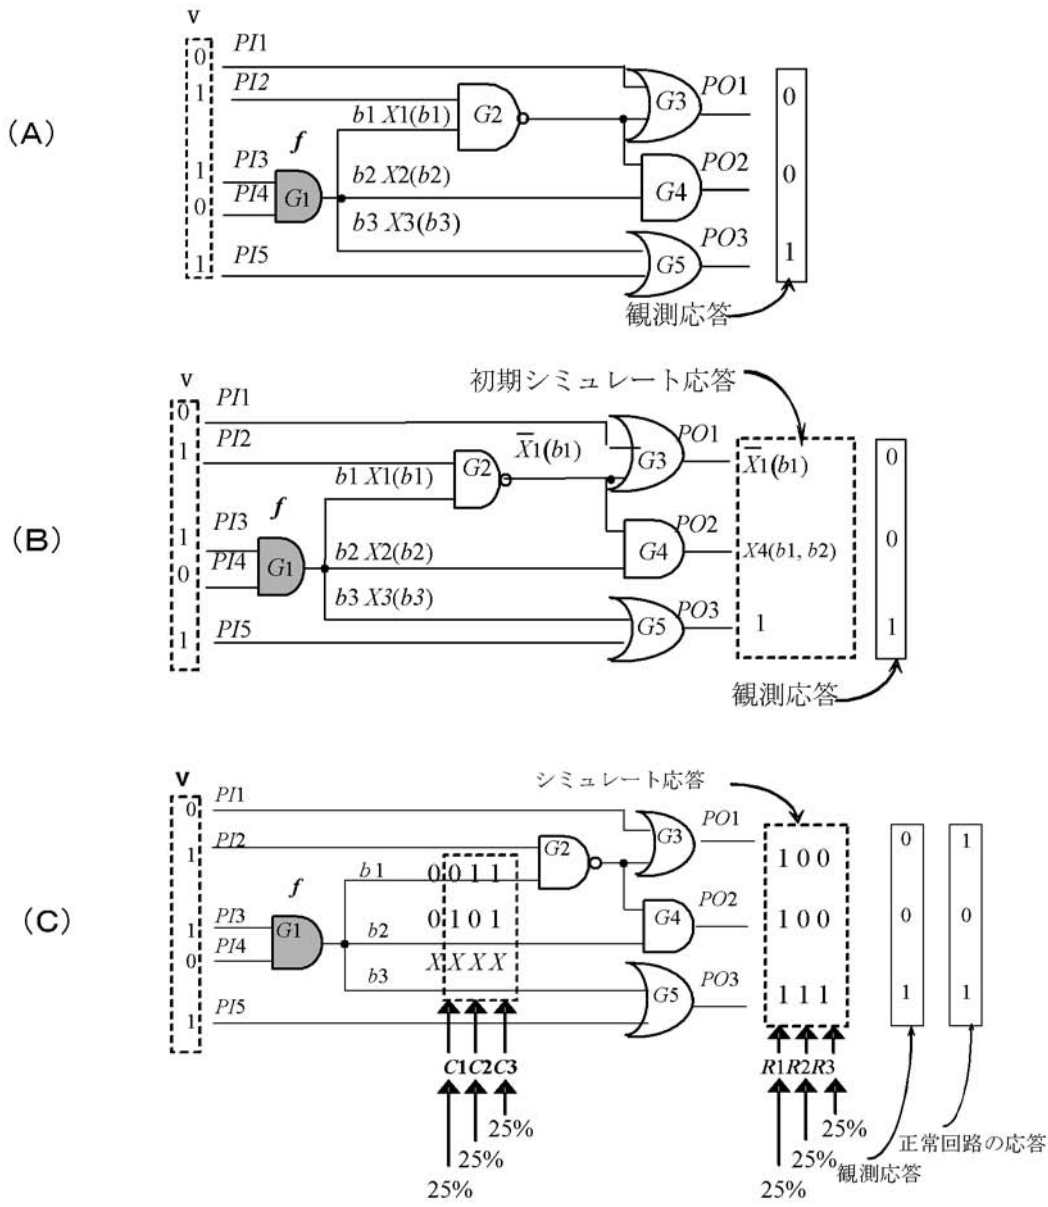 (A)
v
0
1
1
0
1
PI1
PI2
PI3
PI4
PI5
f
G1
b1 X1(b1)
b2 X2(b2)
b3 X3(b3)
G2
G3
G4
G5
PO1
PO2
PO3
0
0
1
観測応答
(B)
初期シミュレート応答
v
0
1
1
0
1
PI1
PI2
PI3
PI4
PI5
f
G1
b1 X1(b1)
b2 X2(b2)
b3 X3(b3)
G2
X̅1(b1)
G3
G4
G5
PO1
PO2
PO3
X̅1(b1)
X4(b1, b2)
1
0
0
1
観測応答
(C)
シミュレート応答
v
0
1
1
0
1
PI1
PI2
PI3
PI4
PI5
f
G1
b1
b2
b3
0 0 1 1
0 1 0 1
X X X X
G2
G3
G4
G5
PO1
PO2
PO3
1 0 0
1 0 0
1 1 1
0
0
1
1
0
1
C1 C2 C3
R1 R2 R3
25%
25%
25%
25%
25%
25%
観測応答
正常回路の応答